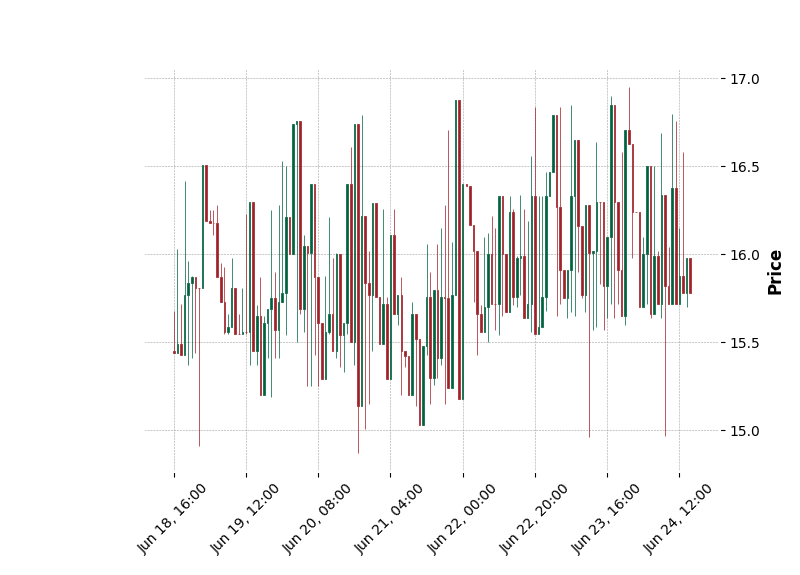 17.0
16.5
16.0
15.5
15.0
Price
Jun 18, 16:00
Jun 19, 12:00
Jun 20, 08:00
Jun 21, 04:00
Jun 22, 00:00
Jun 22, 20:00
Jun 23, 16:00
Jun 24, 12:00